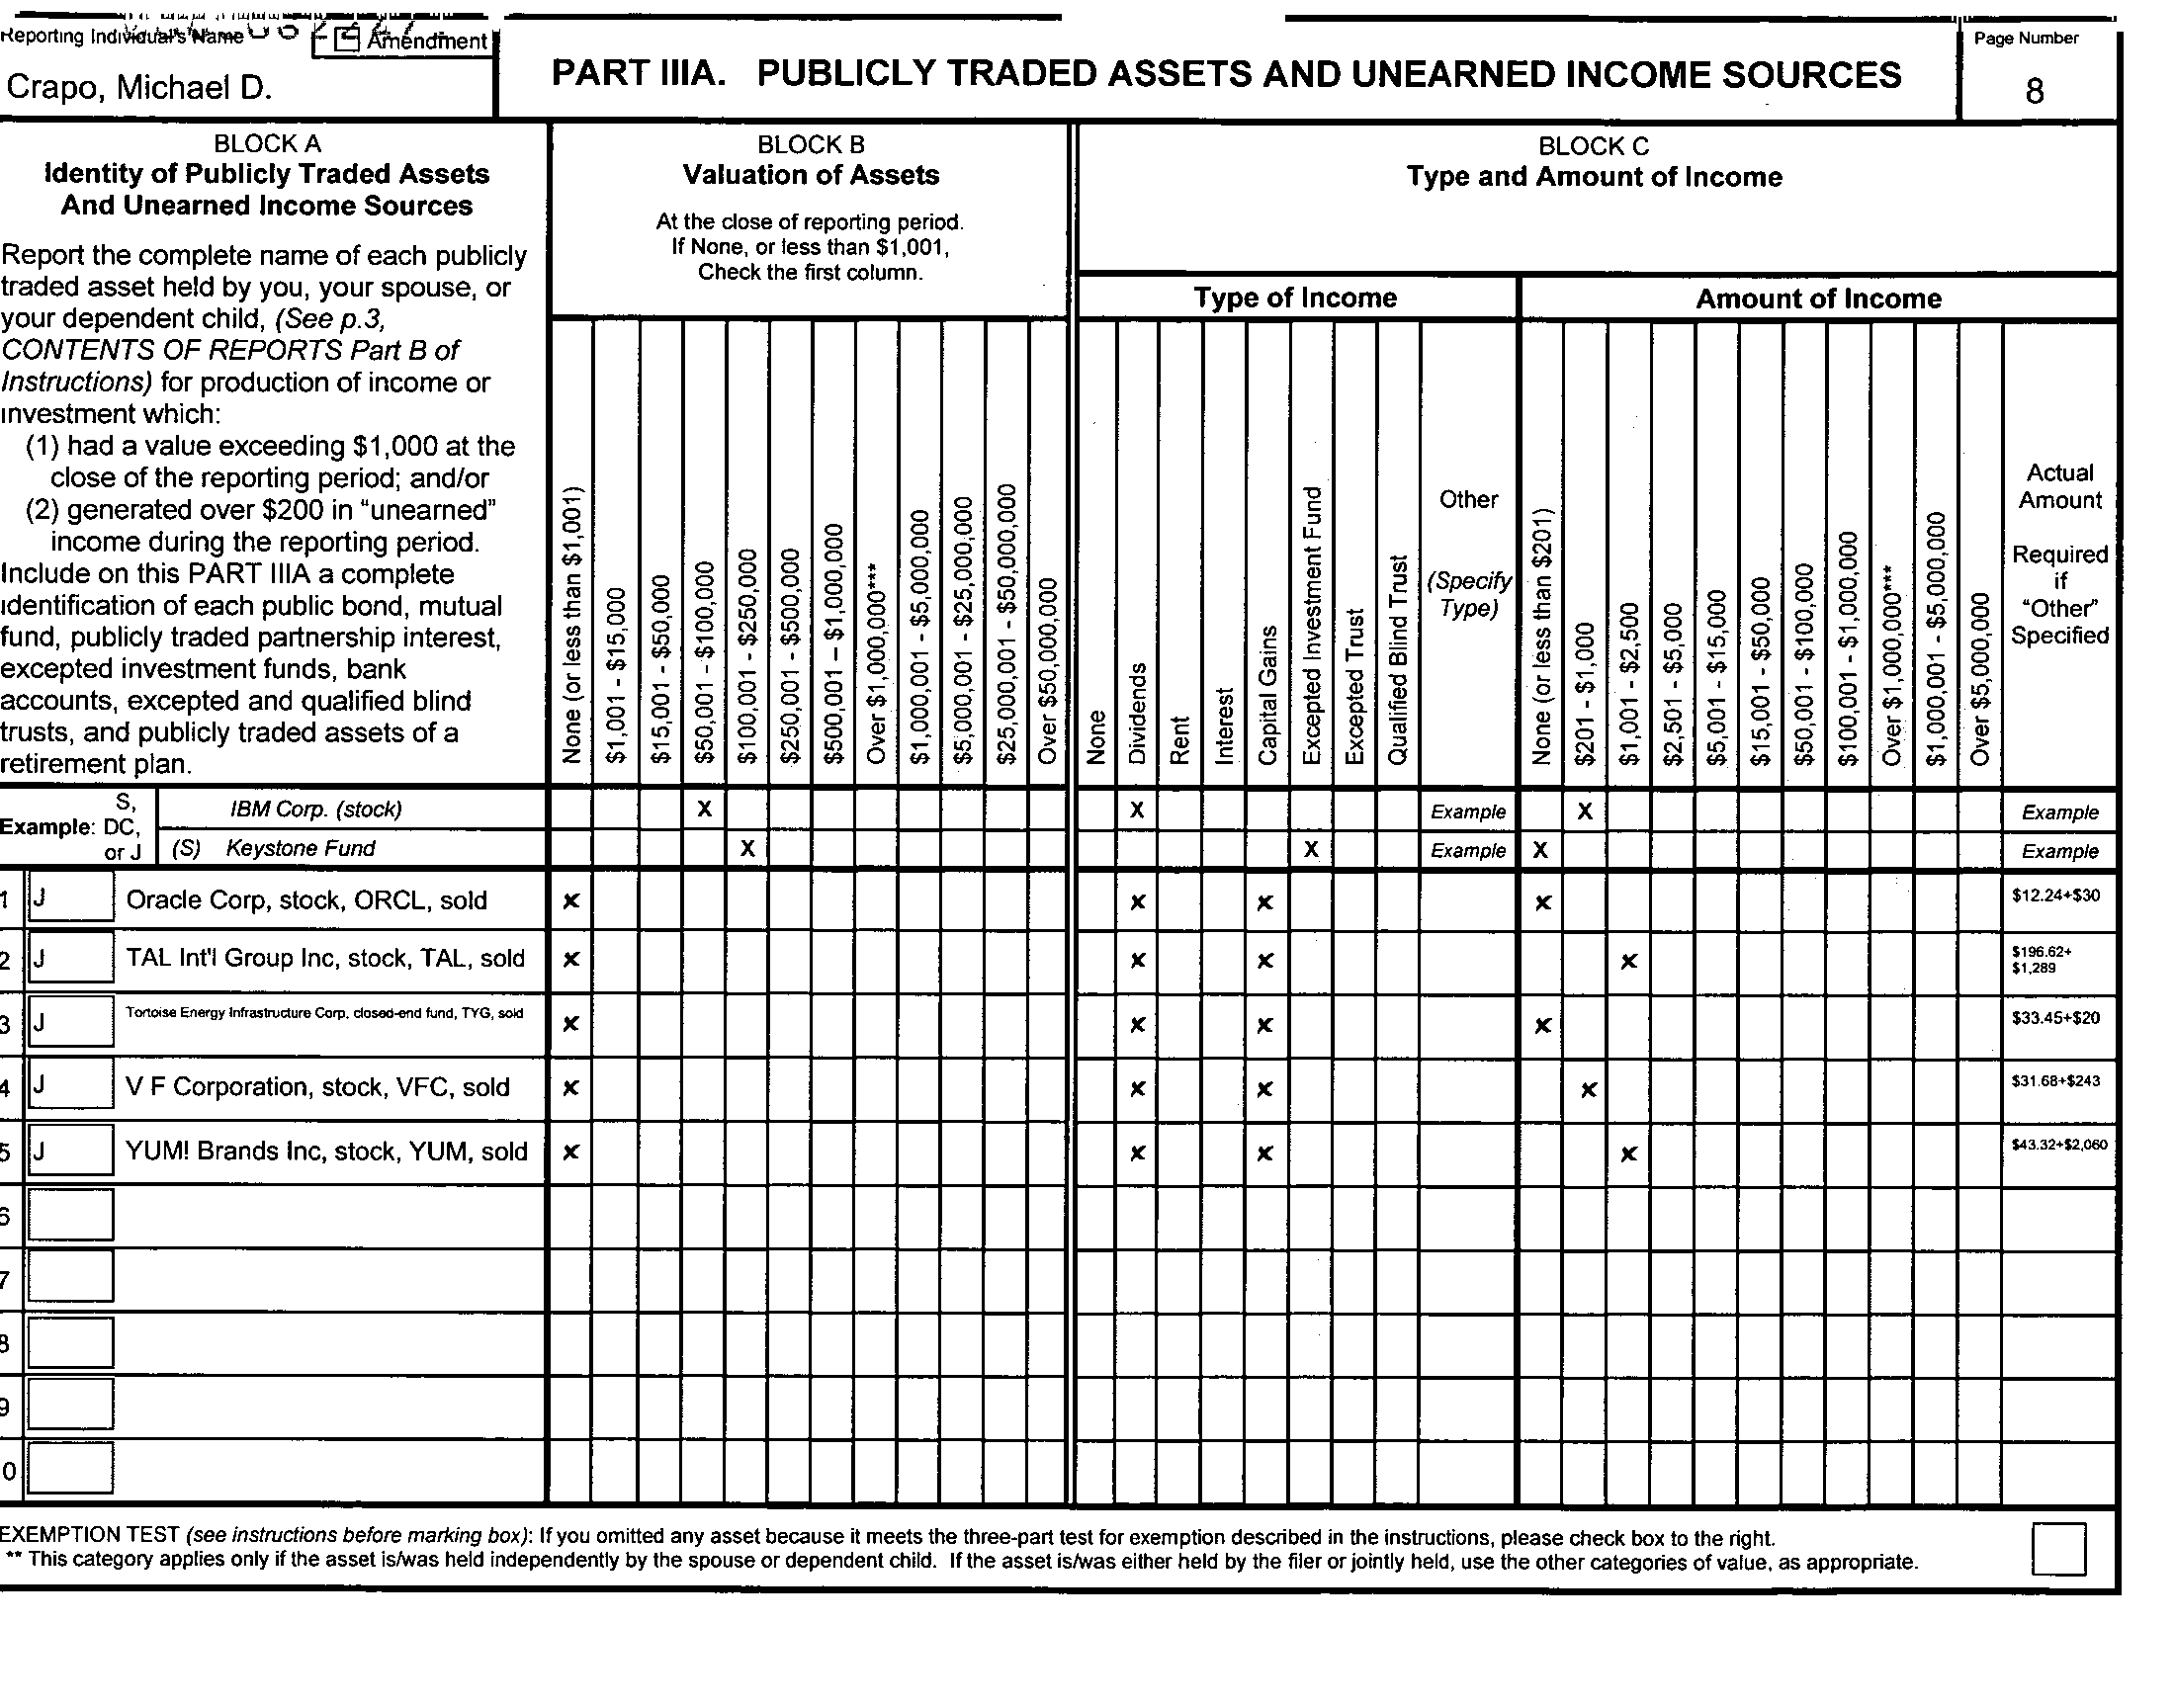 Reporting Individual's Name
Amendment
Crapo, Michael D.
PART IIIA. PUBLICLY TRADED ASSETS AND UNEARNED INCOME SOURCES
Page Number
8
BLOCK A
Identity of Publicly Traded Assets
And Unearned Income Sources
Report the complete name of each publicly
traded asset held by you, your spouse, or
your dependent child, (See p.3,
CONTENTS OF REPORTS Part B of
Instructions) for production of income or
investment which:
(1) had a value exceeding $1,000 at the
close of the reporting period; and/or
(2) generated over $200 in "unearned"
income during the reporting period.
Include on this PART IIIA a complete
identification of each public bond, mutual
fund, publicly traded partnership interest,
excepted investment funds, bank
accounts, excepted and qualified blind
trusts, and publicly traded assets of a
retirement plan.
BLOCK B
Valuation of Assets
At the close of reporting period.
If None, or less than $1,001,
Check the first column.
None (or less than $1,001)
$1,001 - $15,000
$15,001 - $50,000
$50,001 - $100,000
$100,001 - $250,000
$250,001 - $500,000
$500,001 – $1,000,000
Over $1,000,000***
$1,000,001 - $5,000,000
$5,000,001 - $25,000,000
$25,000,001 - $50,000,000
Over $50,000,000
BLOCK C
Type and Amount of Income
Type of Income
None
Dividends
Rent
Interest
Capital Gains
Excepted Investment Fund
Excepted Trust
Qualified Blind Trust
Other
(Specify
Type)
Amount of Income
None (or less than $201)
$201 - $1,000
$1,001 - $2,500
$2,501 - $5,000
$5,001 - $15,000
$15,001 - $50,000
$50,001 - $100,000
$100,001 - $1,000,000
Over $1,000,000***
$1,000,001 - $5,000,000
Over $5,000,000
Actual
Amount
Required
if
"Other"
Specified
Example: S, DC, or J
IBM Corp. (stock) X X Example X Example
(S) Keystone Fund X X Example X Example
1 J Oracle Corp, stock, ORCL, sold x x x x $12.24+$30
2 J TAL Int'l Group Inc, stock, TAL, sold x x x x $196.62+
$1,289
3 J Tortoise Energy Infrastructure Corp, closed-end fund, TYG, sold x x x x $33.45+$20
4 J V F Corporation, stock, VFC, sold x x x x $31.68+$243
5 J YUM! Brands Inc, stock, YUM, sold x x x x $43.32+$2,060
6
7
8
9
0
EXEMPTION TEST (see instructions before marking box): If you omitted any asset because it meets the three-part test for exemption described in the instructions, please check box to the right.
** This category applies only if the asset is/was held independently by the spouse or dependent child. If the asset is/was either held by the filer or jointly held, use the other categories of value, as appropriate.